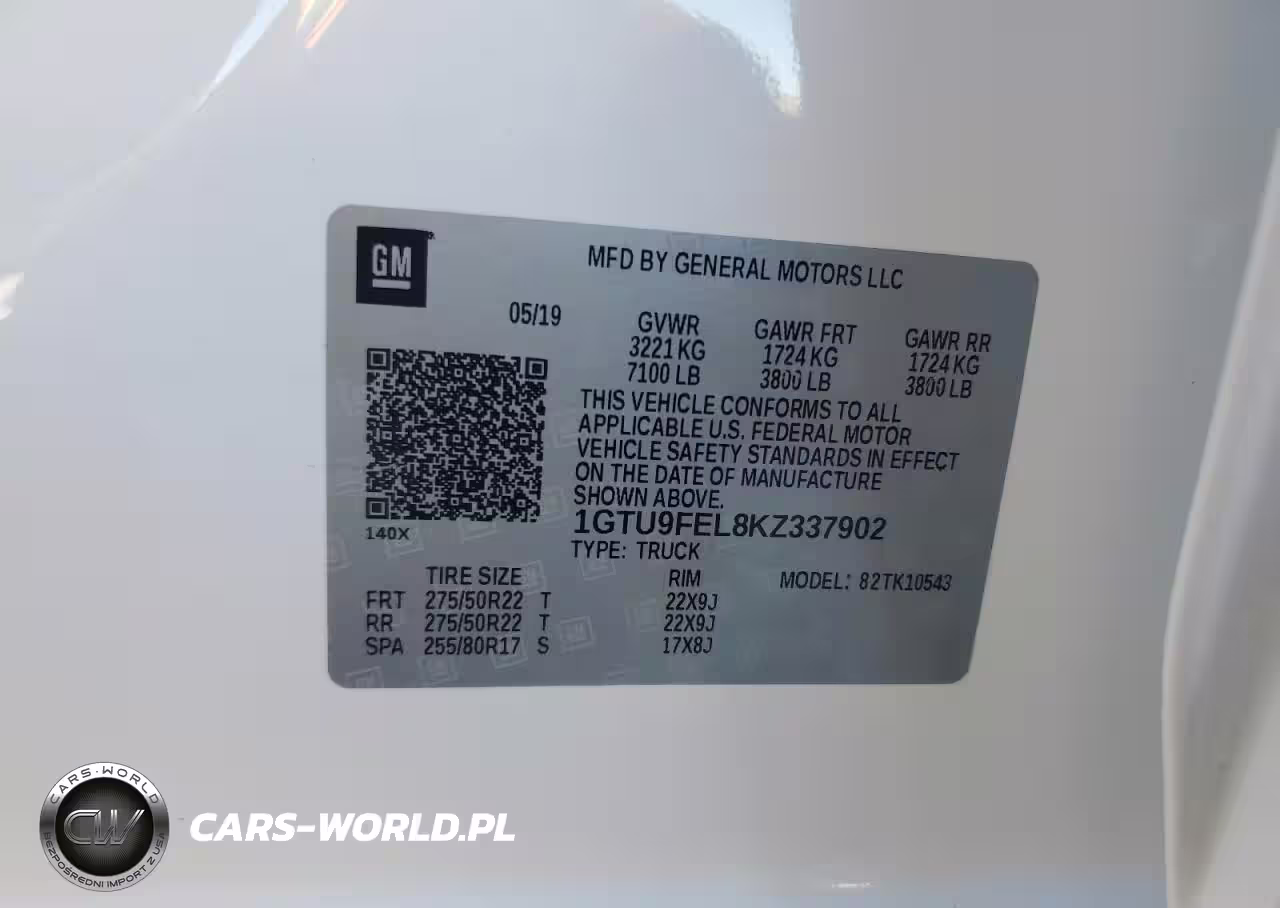 GM
MFD BY GENERAL MOTORS LLC
05/19
GVWR GAWR FRT GAWR RR
3221 KG 1724 KG 1724 KG
7100 LB 3800 LB 3800 LB
THIS VEHICLE CONFORMS TO ALL
APPLICABLE U.S. FEDERAL MOTOR
VEHICLE SAFETY STANDARDS IN EFFECT
ON THE DATE OF MANUFACTURE
SHOWN ABOVE.
140X
1GTU9FEL8KZ337902
TYPE: TRUCK
TIRE SIZE RIM MODEL: 82TK10543
FRT 275/50R22 T 22X9J
RR 275/50R22 T 22X9J
SPA 255/80R17 S 17X8J
CARS-WORLD
CW
BEZPOŚREDNI IMPORT Z USA
CARS-WORLD.PL